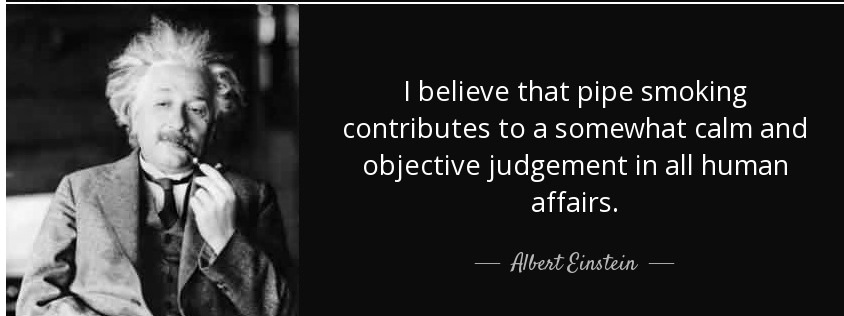 I believe that pipe smoking
contributes to a somewhat calm and
objective judgement in all human
affairs.
Albert Einstein